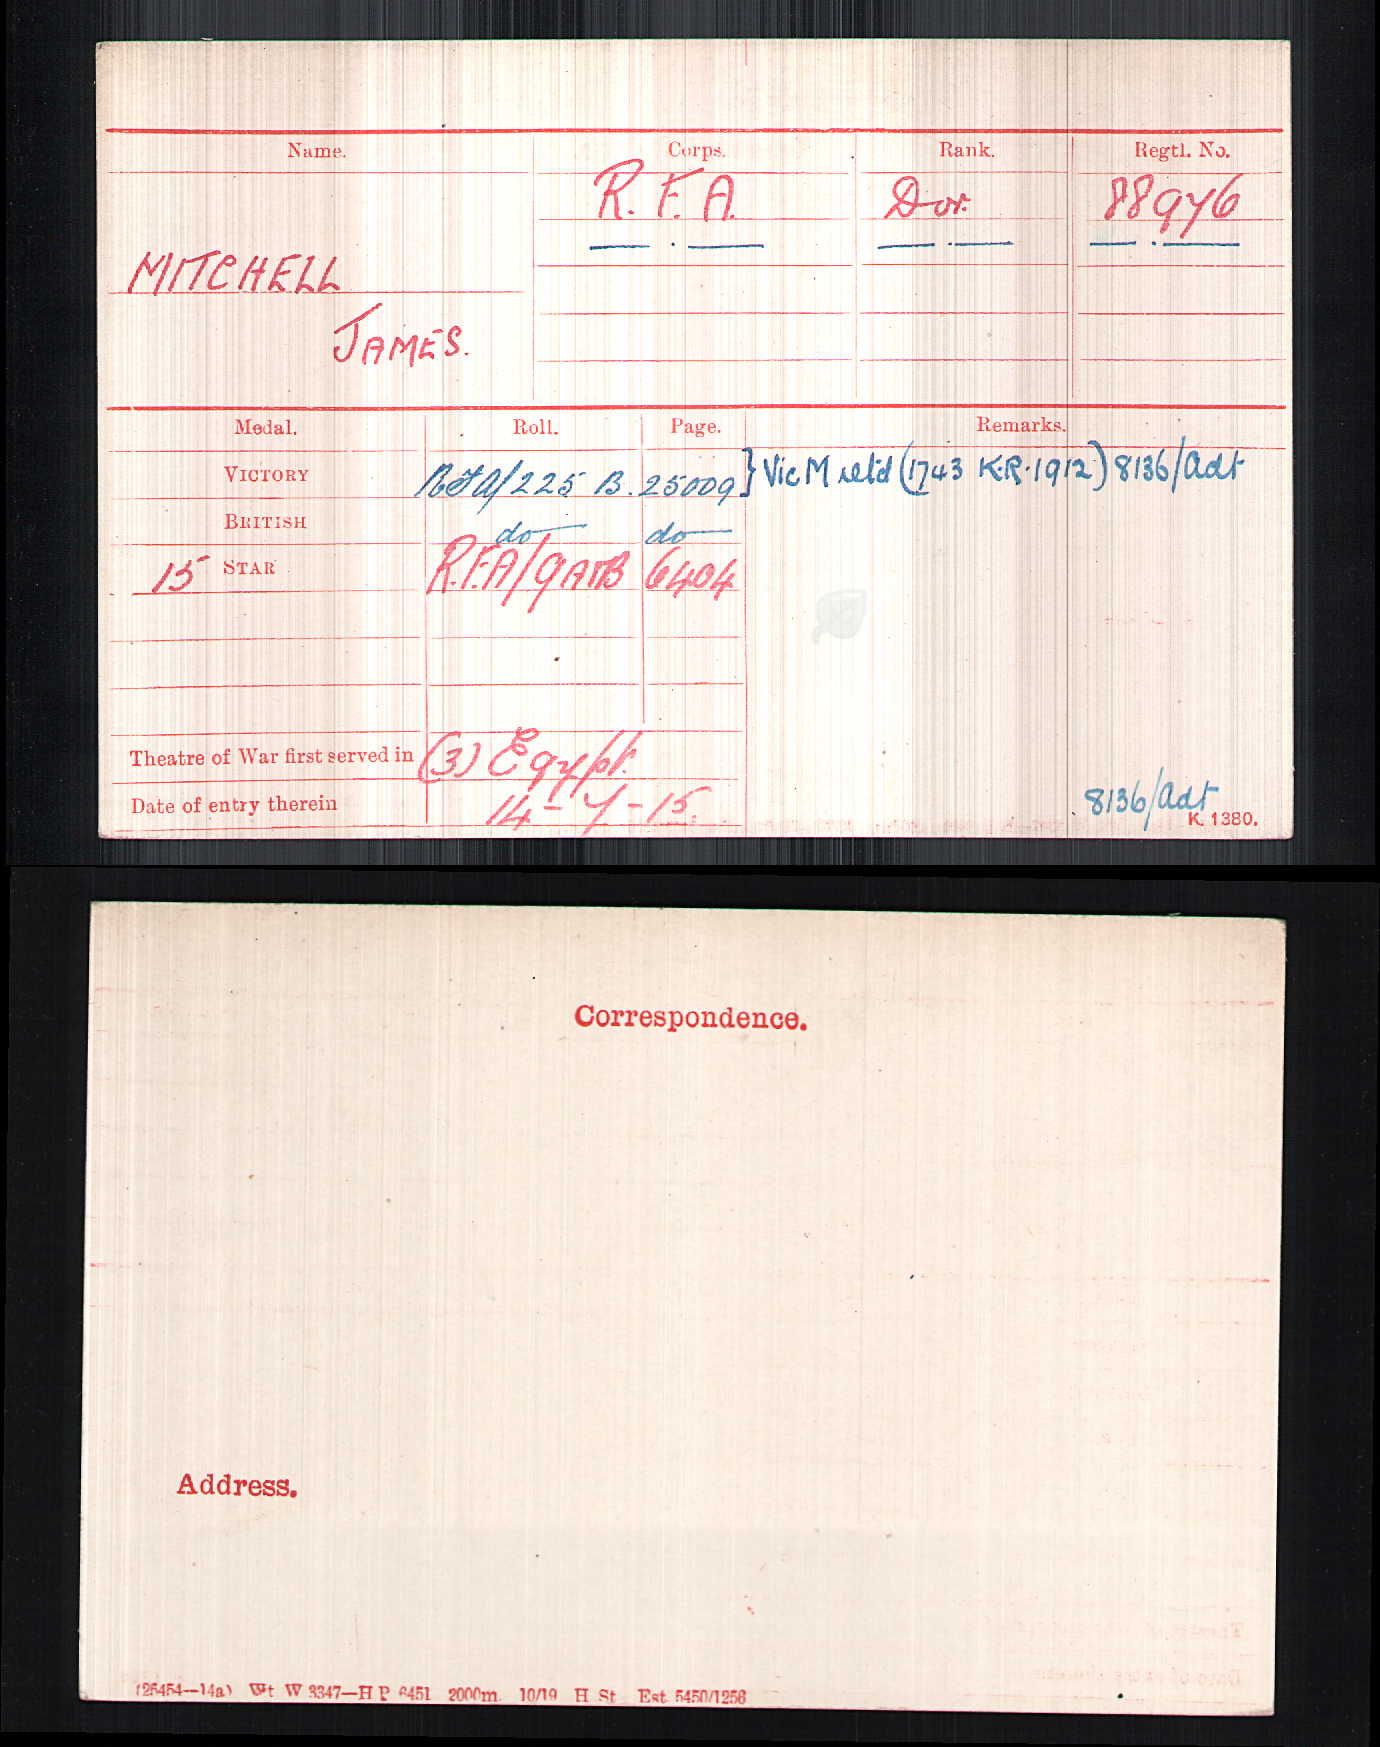 Name. Corps. Rank. Regtl. No.
R.F.A. Dvr. 88976
MITCHELL
JAMES.
Medal. Roll. Page. Remarks.
VICTORY RFA/225 B. 25009 } Vic M retd (1743 K.R. 1912) 8136/Adt
BRITISH do do
15 STAR R.F.A/9A 6404
Theatre of War first served in (3) Egypt.
Date of entry therein 14-7-15.
8136/Adt
K. 1380.
Correspondence.
Address.
(26454—14a) Wt W 3347—H P 6451 2000m. 10/19 H St Est. 5450/1256